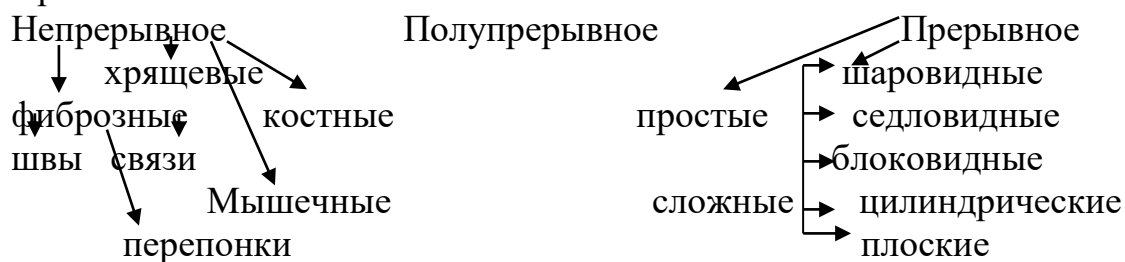 Непрерывное Полупрерывное Прерывное
хрящевые шаровидные
фиброзные костные простые седловидные
швы связи блоковидные
Мышечные сложные цилиндрические
перепонки плоские